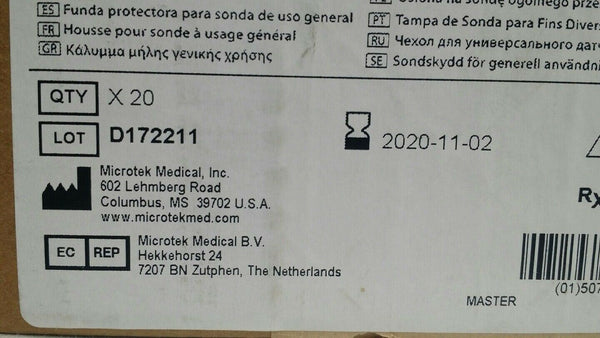 ES Funda protectora para sonda de uso general
FR Housse pour sonde à usage général
GR Κάλυμμα μήλης γενικής χρήσης
PT Tampa de Sonda para Fins
RU Чехол для универсального
SE Sondskydd för generell
QTY X 20
LOT D172211
2020-11-02
Microtek Medical, Inc.
602 Lehmberg Road
Columbus, MS 39702 U.S.A.
www.microtekmed.com
EC REP
Microtek Medical B.V.
Hekkehorst 24
7207 BN Zutphen, The Netherlands
MASTER
(01)507